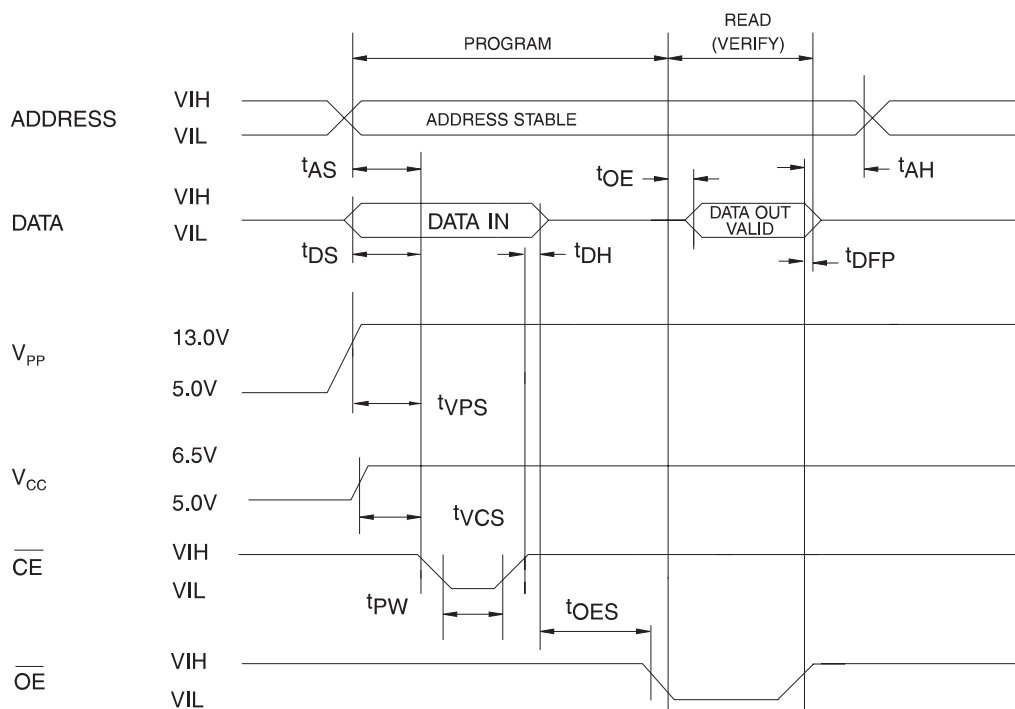 READ
(VERIFY)
PROGRAM
ADDRESS
VIH
VIL
ADDRESS STABLE
tAS
tOE
tAH
DATA
VIH
VIL
DATA IN
DATA OUT
VALID
tDS
tDH
tDFP
VPP
13.0V
5.0V
tVPS
VCC
6.5V
5.0V
tVCS
CE
VIH
VIL
tPW
tOES
OE
VIH
VIL